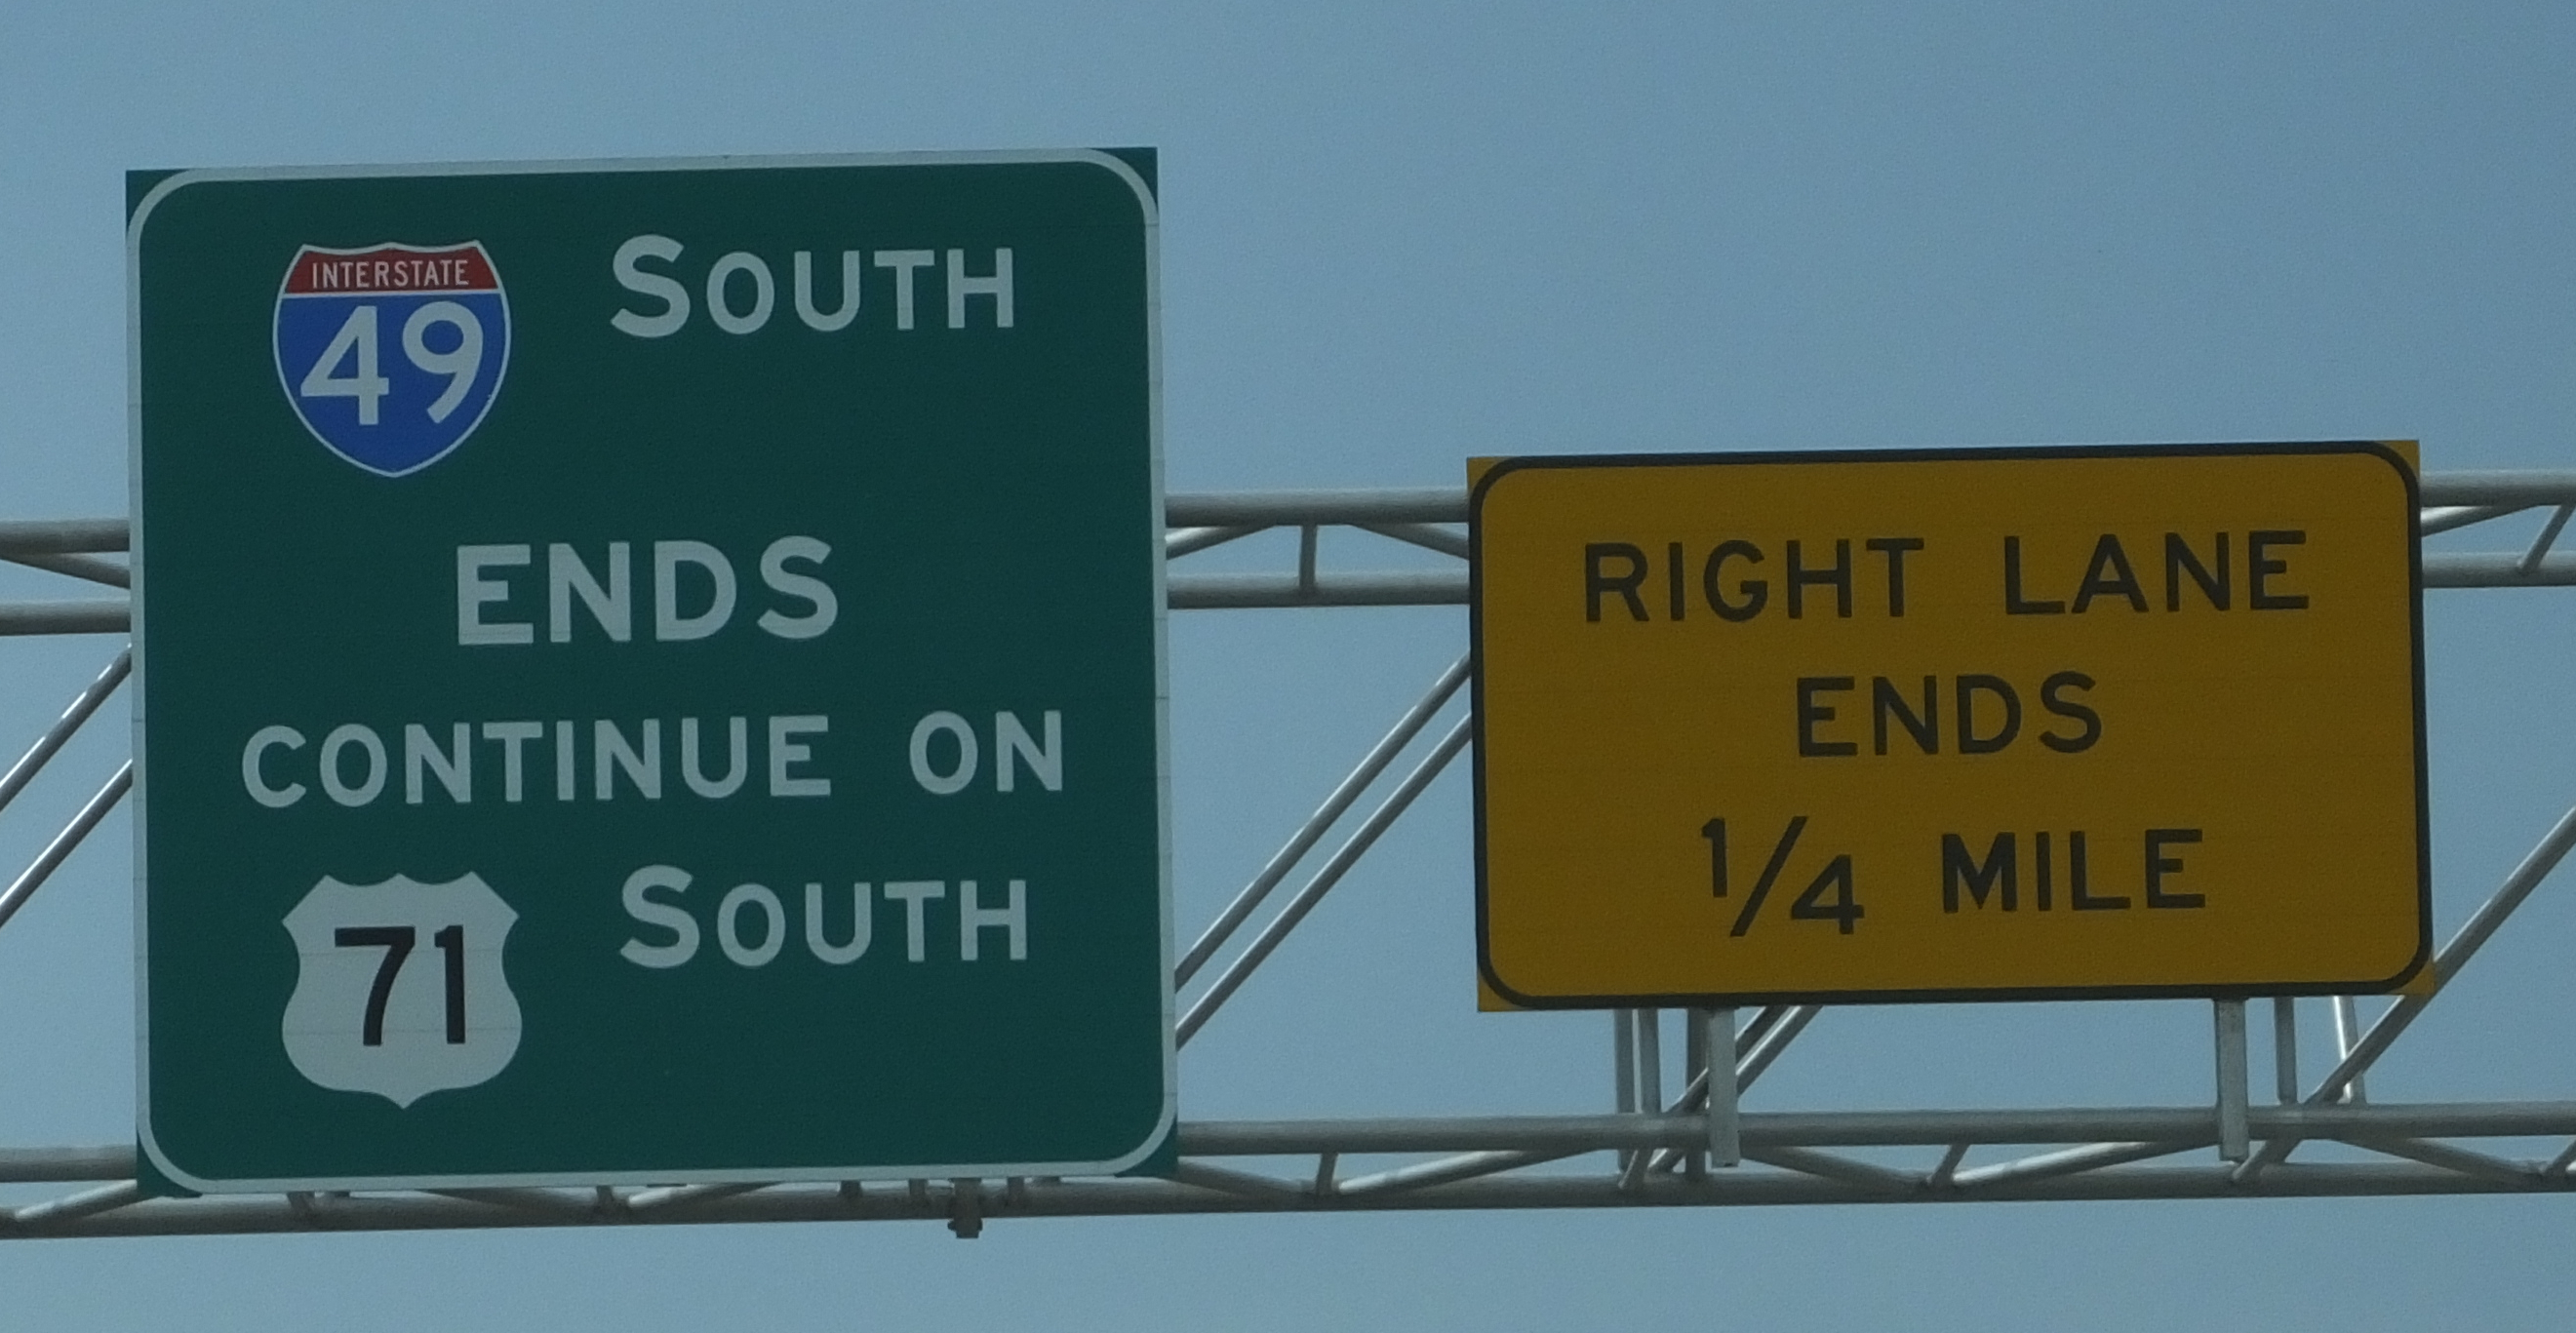 INTERSTATE
49 SOUTH
ENDS
CONTINUE ON
71 SOUTH
RIGHT LANE
ENDS
1/4 MILE